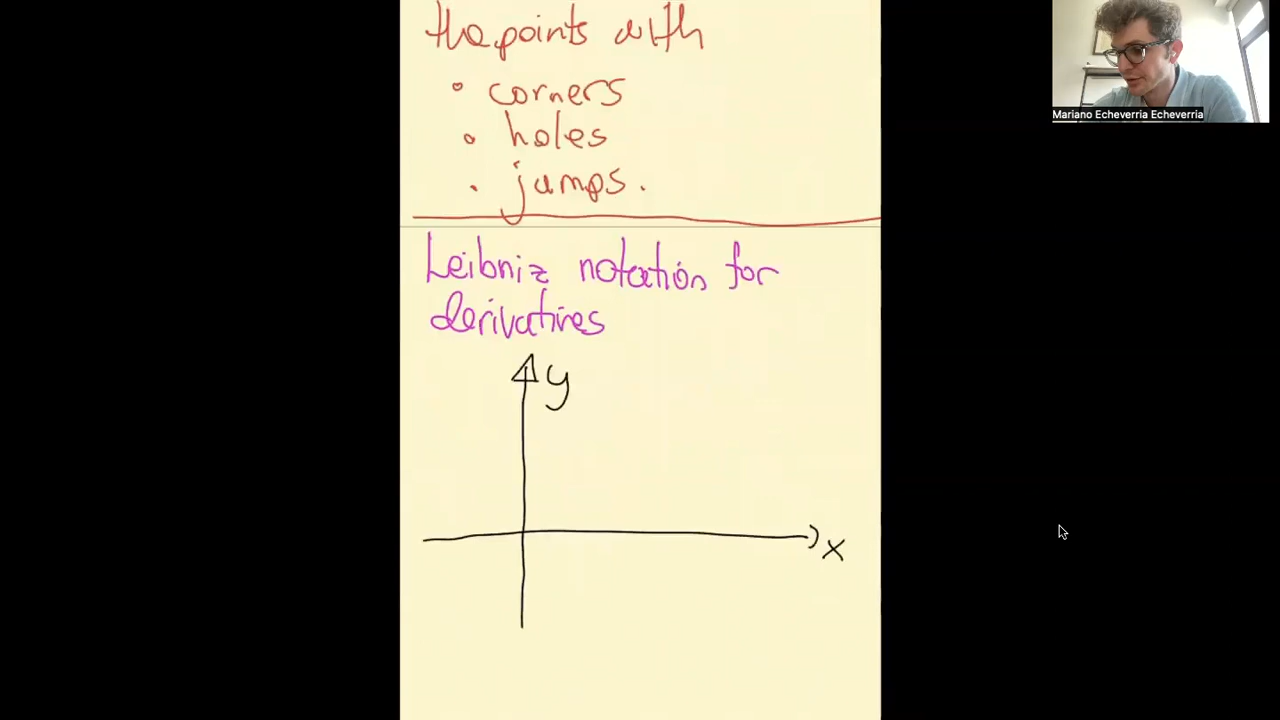 the points with
• corners
• holes
• jumps.
Leibniz notation for
derivatives
y
x
Mariano Echeverria Echeverria